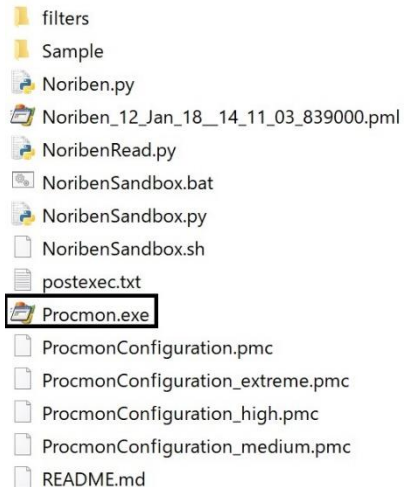 filters
Sample
Noriben.py
Noriben_12_Jan_18__14_11_03_839000.pml
NoribenRead.py
NoribenSandbox.bat
NoribenSandbox.py
NoribenSandbox.sh
postexec.txt
Procmon.exe
ProcmonConfiguration.pmc
ProcmonConfiguration_extreme.pmc
ProcmonConfiguration_high.pmc
ProcmonConfiguration_medium.pmc
README.md